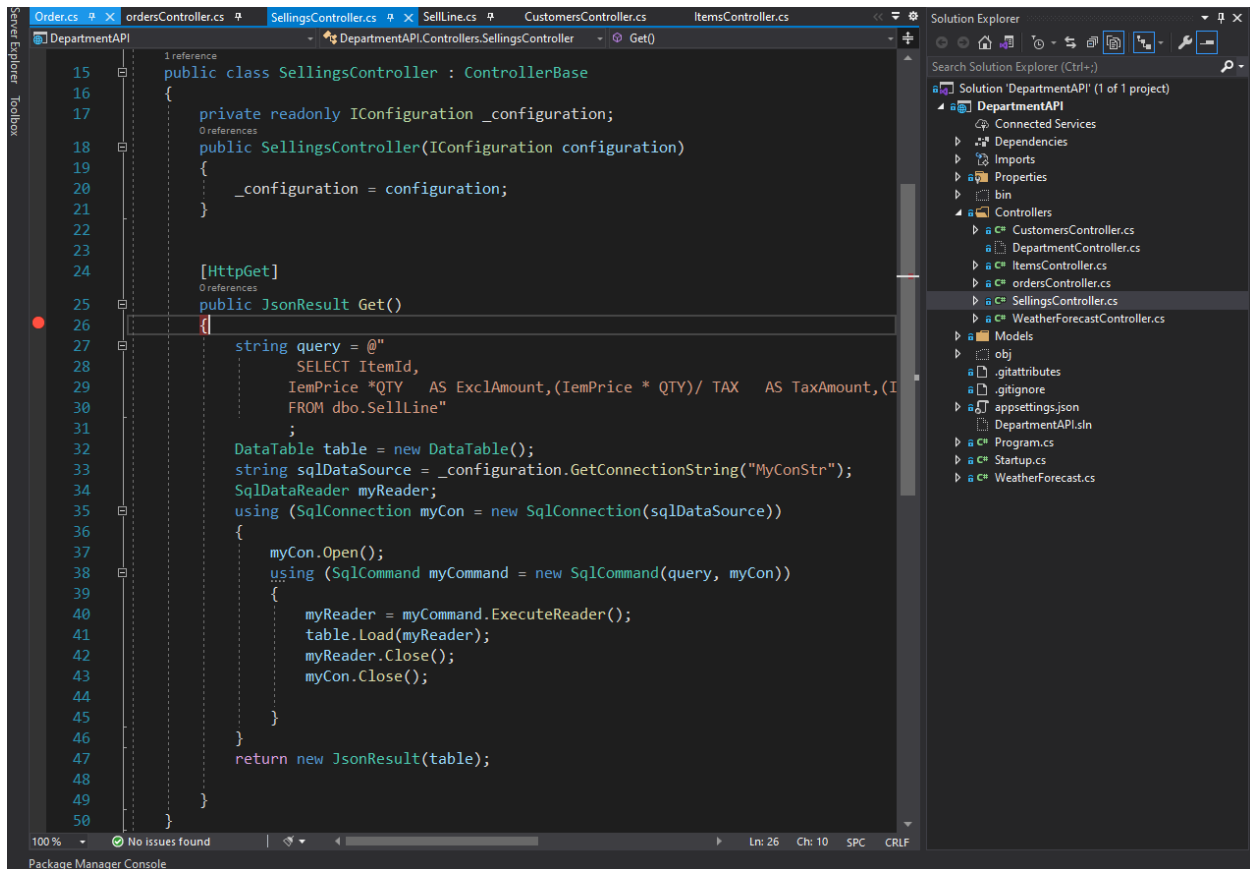 Order.cs ordersController.cs SellingsController.cs SellLine.cs CustomersController.cs ItemsController.cs
DepartmentAPI DepartmentAPI.Controllers.SellingsController Get()
Server Explorer
Toolbox
1 reference
15 public class SellingsController : ControllerBase
16 {
17 private readonly IConfiguration _configuration;
0 references
18 public SellingsController(IConfiguration configuration)
19 {
20 _configuration = configuration;
21 }
22
23
24 [HttpGet]
0 references
25 public JsonResult Get()
26 {
27 string query = @"
28 SELECT ItemId,
29 IemPrice *QTY AS ExclAmount,(IemPrice * QTY)/ TAX AS TaxAmount,(I
30 FROM dbo.SellLine"
31 ;
32 DataTable table = new DataTable();
33 string sqlDataSource = _configuration.GetConnectionString("MyConStr");
34 SqlDataReader myReader;
35 using (SqlConnection myCon = new SqlConnection(sqlDataSource))
36 {
37 myCon.Open();
38 using (SqlCommand myCommand = new SqlCommand(query, myCon))
39 {
40 myReader = myCommand.ExecuteReader();
41 table.Load(myReader);
42 myReader.Close();
43 myCon.Close();
44
45 }
46 }
47 return new JsonResult(table);
48
49 }
50 }
100 % No issues found Ln: 26 Ch: 10 SPC CRLF
Package Manager Console
Solution Explorer
Search Solution Explorer (Ctrl+;)
Solution 'DepartmentAPI' (1 of 1 project)
DepartmentAPI
Connected Services
Dependencies
Imports
Properties
bin
Controllers
C# CustomersController.cs
DepartmentController.cs
C# ItemsController.cs
C# ordersController.cs
C# SellingsController.cs
C# WeatherForecastController.cs
Models
obj
.gitattributes
.gitignore
appsettings.json
DepartmentAPI.sln
C# Program.cs
C# Startup.cs
C# WeatherForecast.cs